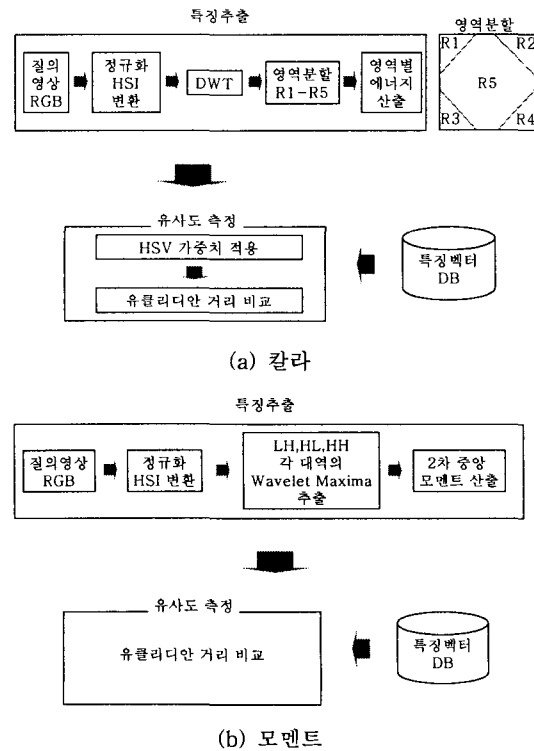 특징추출
질의
영상
RGB
정규화
HSI
변환
DWT
영역분할
R1-R5
영역별
에너지
산출
영역분할
R1
R2
R5
R3
R4
유사도 측정
HSV 가중치 적용
유클리디안 거리 비교
특징벡터
DB
(a) 칼라
특징추출
질의영상
RGB
정규화
HSI 변환
LH,HL,HH
각 대역의
Wavelet Maxima
추출
2차 중앙
모멘트 산출
유사도 측정
유클리디안 거리 비교
특징벡터
DB
(b) 모멘트